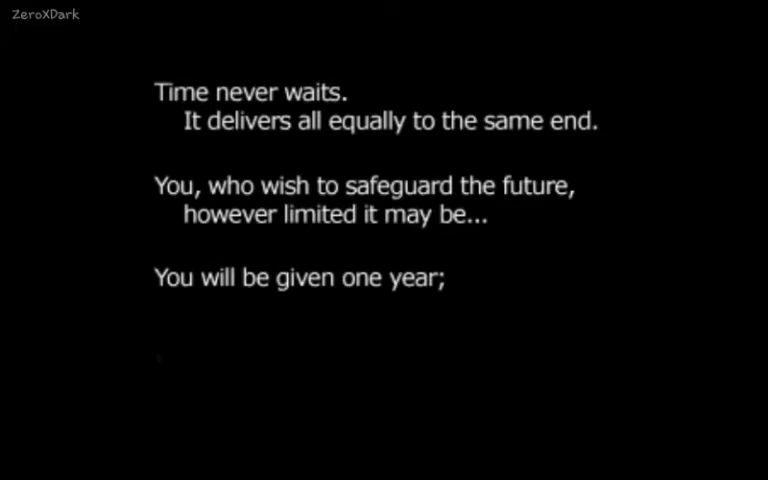 ZeroXDark
Time never waits.
It delivers all equally to the same end.
You, who wish to safeguard the future,
however limited it may be...
You will be given one year;